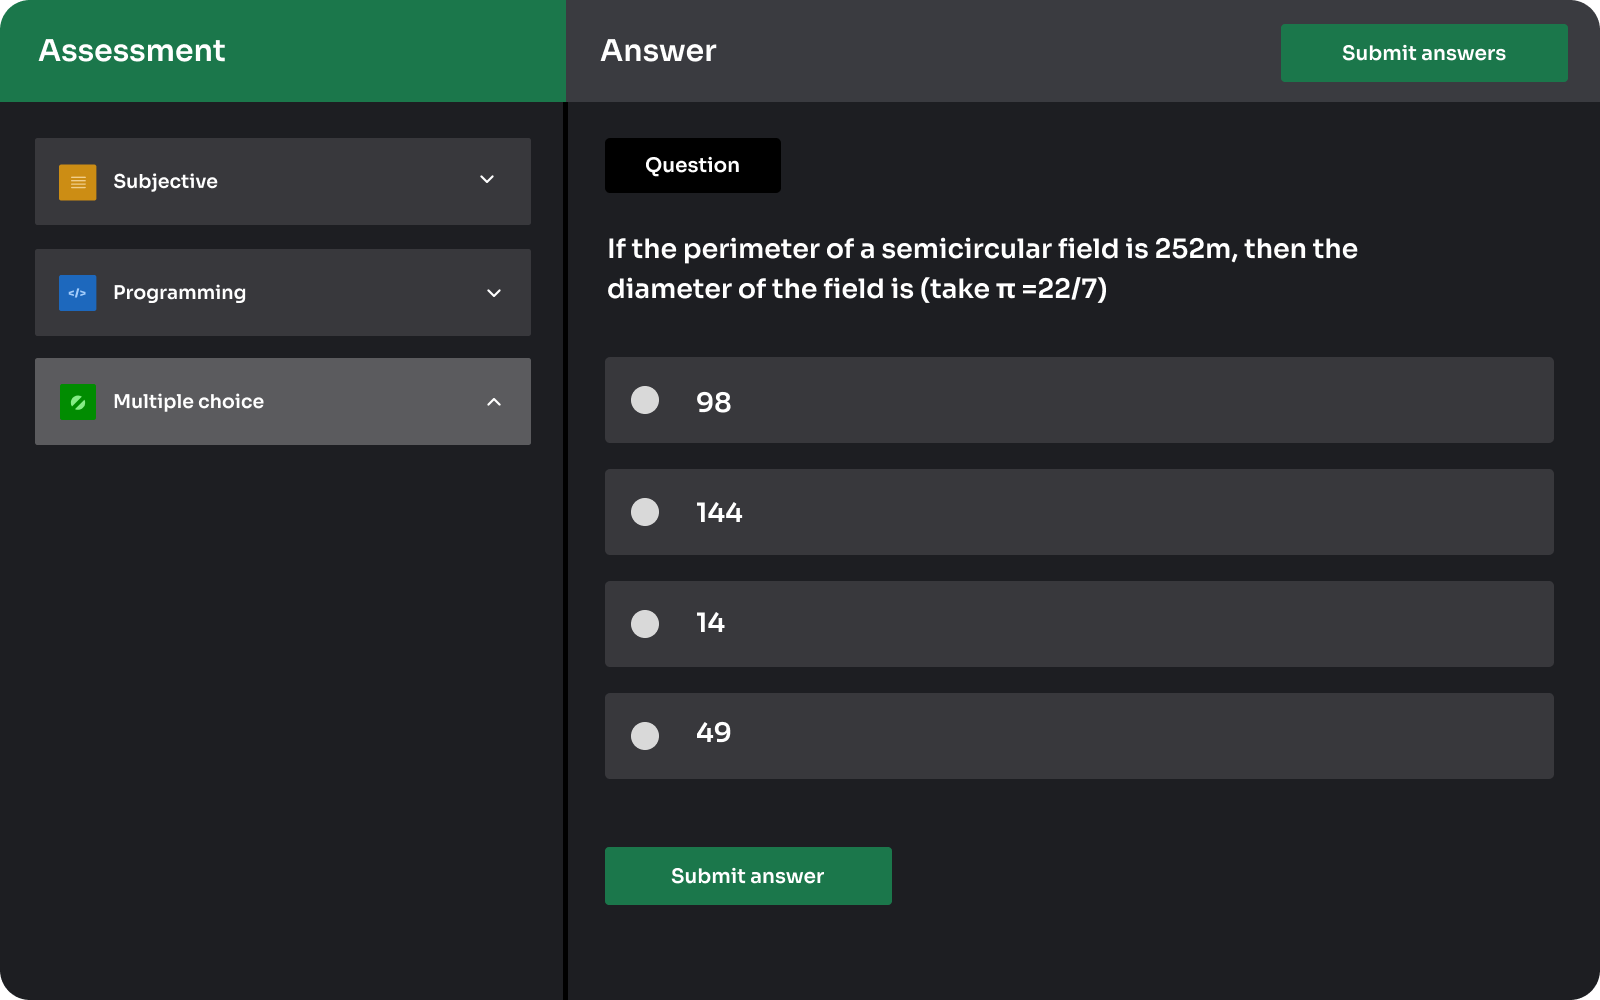 Assessment
Answer
Submit answers
Subjective
</> Programming
Multiple choice
Question
If the perimeter of a semicircular field is 252m, then the
diameter of the field is (take π =22/7)
98
144
14
49
Submit answer